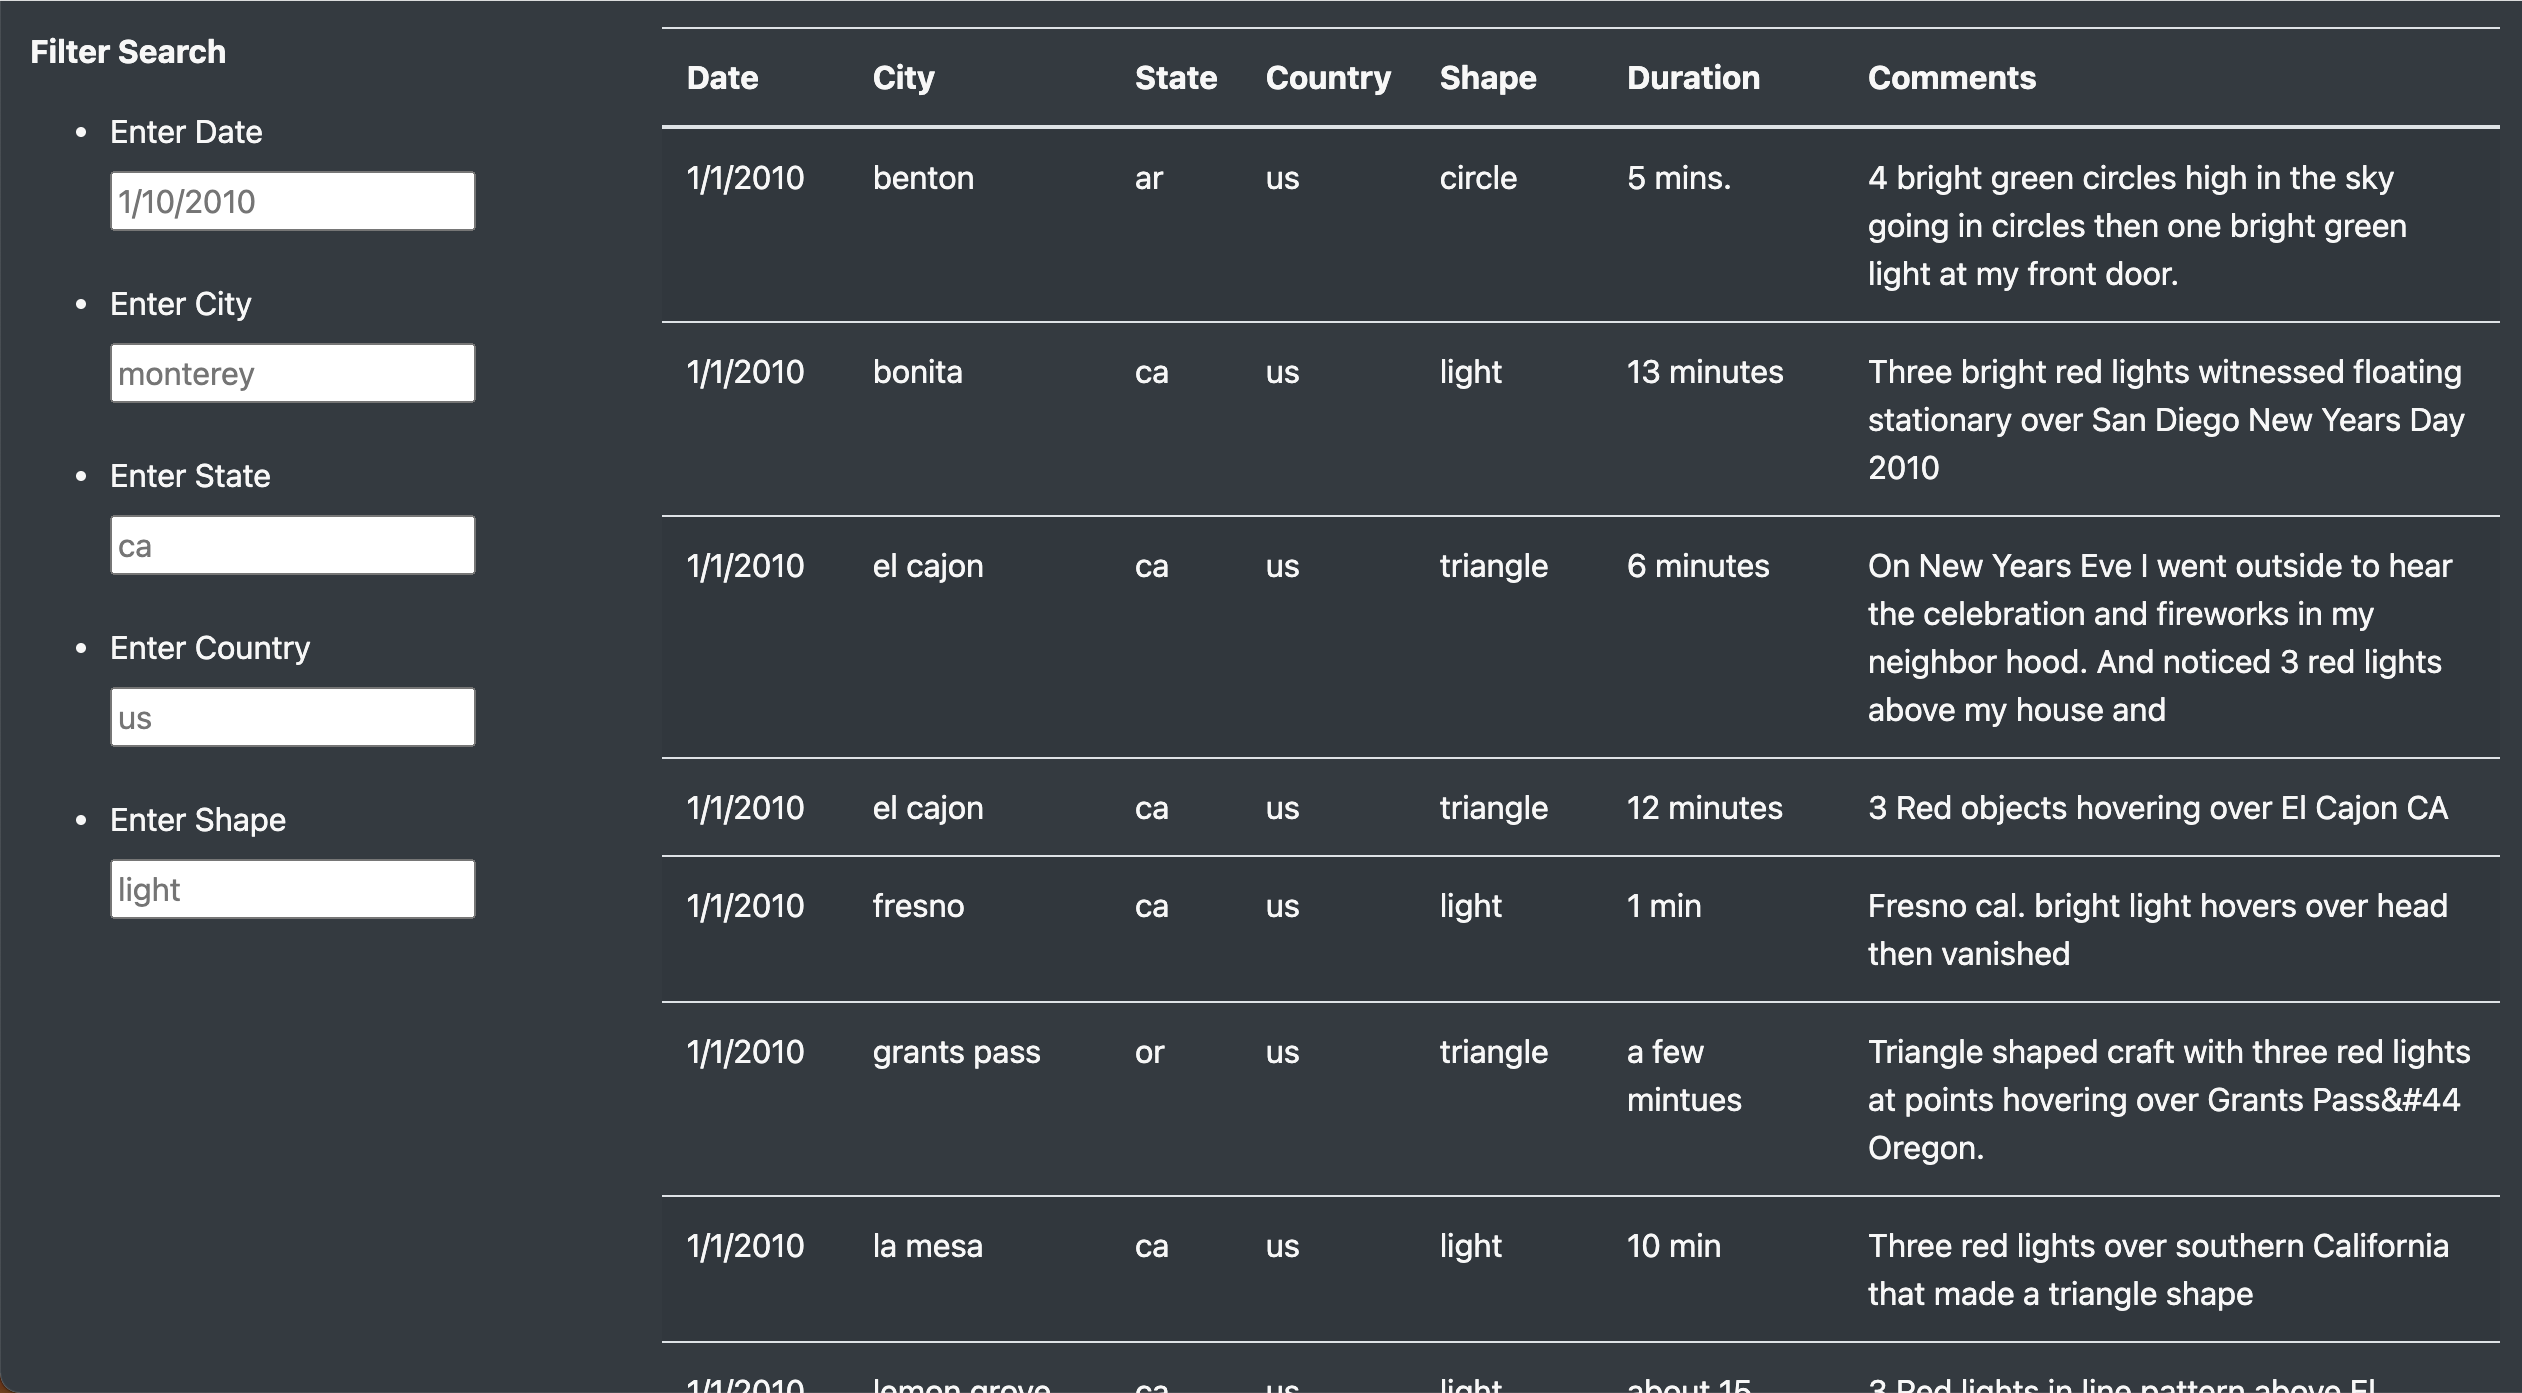 Filter Search
Enter Date
1/10/2010
Enter City
monterey
Enter State
ca
Enter Country
us
Enter Shape
light
Date City State Country Shape Duration Comments
1/1/2010 benton ar us circle 5 mins. 4 bright green circles high in the sky
going in circles then one bright green
light at my front door.
1/1/2010 bonita ca us light 13 minutes Three bright red lights witnessed floating
stationary over San Diego New Years Day
2010
1/1/2010 el cajon ca us triangle 6 minutes On New Years Eve I went outside to hear
the celebration and fireworks in my
neighbor hood. And noticed 3 red lights
above my house and
1/1/2010 el cajon ca us triangle 12 minutes 3 Red objects hovering over El Cajon CA
1/1/2010 fresno ca us light 1 min Fresno cal. bright light hovers over head
then vanished
1/1/2010 grants pass or us triangle a few Triangle shaped craft with three red lights
mintues at points hovering over Grants Pass&#44
Oregon.
1/1/2010 la mesa ca us light 10 min Three red lights over southern California
that made a triangle shape
1/1/2010 lemon grove ca us light about 15 3 Red lights in line pattern above El